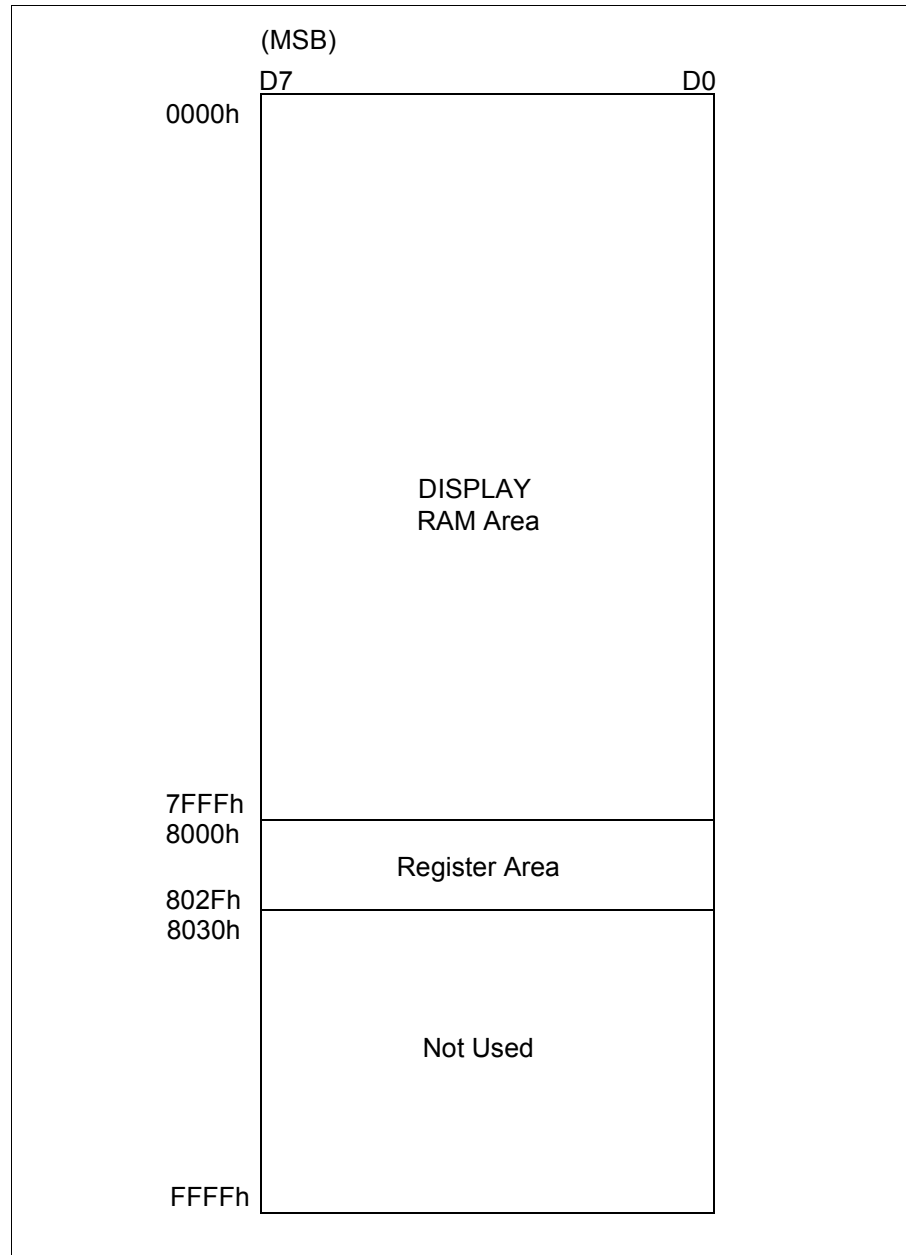 (MSB)
D7 D0
0000h
DISPLAY
RAM Area
7FFFh
8000h
Register Area
802Fh
8030h
Not Used
FFFFh